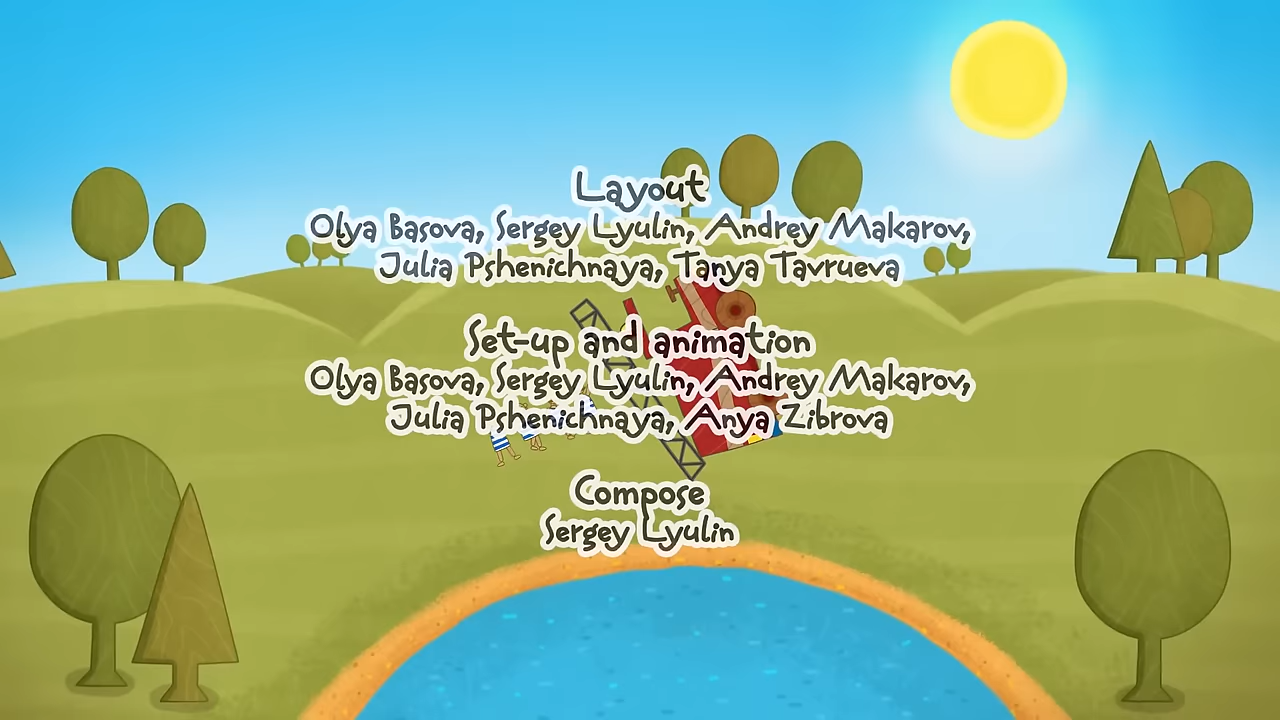 Layout
Olya Basova, Sergey Lyulin, Andrey Makarov,
Julia Pshenichnaya, Tanya Tavrueva
Set-up and animation
Olya Basova, Sergey Lyulin, Andrey Makarov,
Julia Pshenichnaya, Anya Zibrova
Compose
Sergey Lyulin